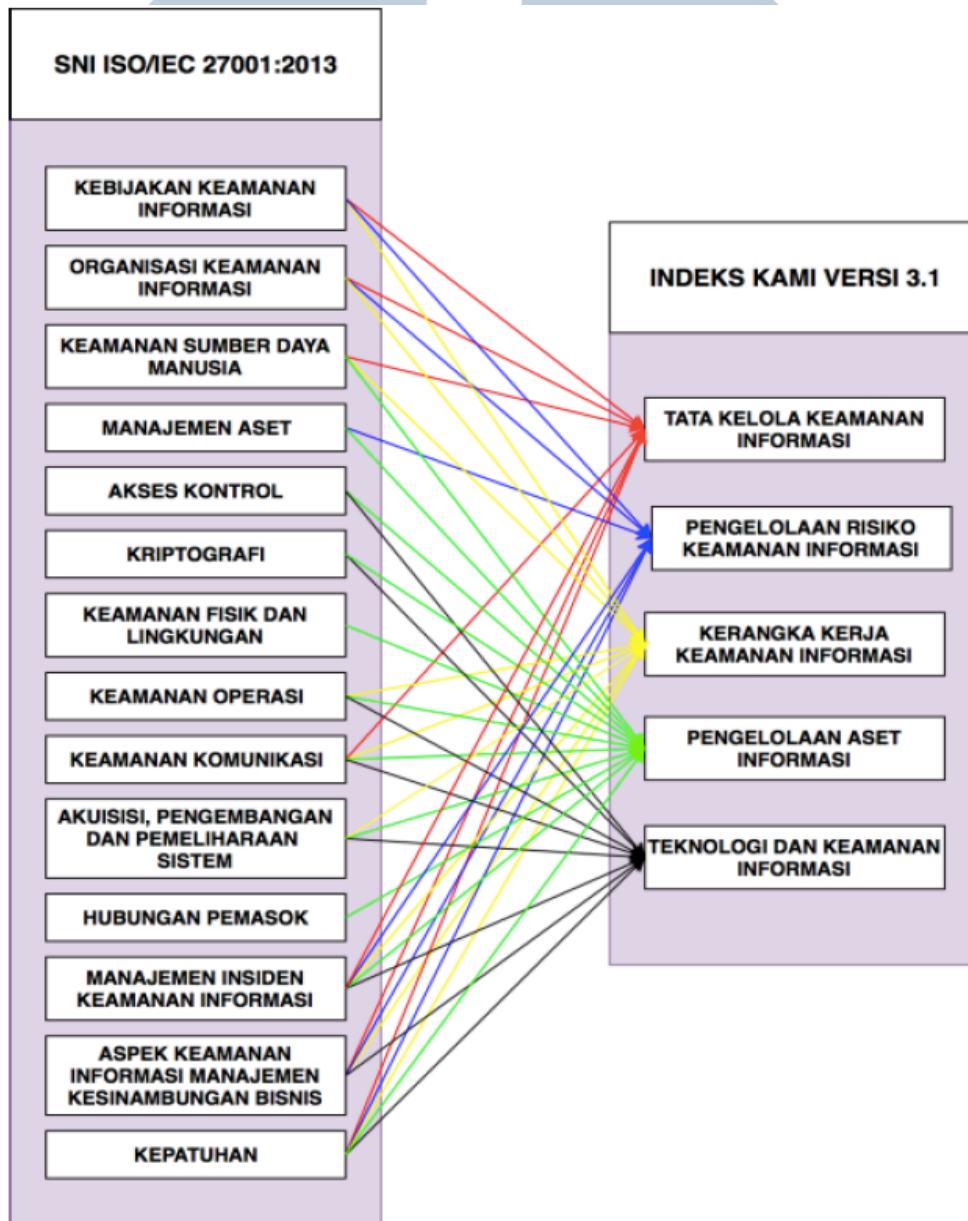 SNI ISO/IEC 27001:2013
KEBIJAKAN KEAMANAN
INFORMASI
ORGANISASI KEAMANAN
INFORMASI
KEAMANAN SUMBER DAYA
MANUSIA
MANAJEMEN ASET
AKSES KONTROL
KRIPTOGRAFI
KEAMANAN FISIK DAN
LINGKUNGAN
KEAMANAN OPERASI
KEAMANAN KOMUNIKASI
AKUISISI, PENGEMBANGAN
DAN PEMELIHARAAN
SISTEM
HUBUNGAN PEMASOK
MANAJEMEN INSIDEN
KEAMANAN INFORMASI
ASPEK KEAMANAN
INFORMASI MANAJEMEN
KESINAMBUNGAN BISNIS
KEPATUHAN
INDEKS KAMI VERSI 3.1
TATA KELOLA KEAMANAN
INFORMASI
PENGELOLAAN RISIKO
KEAMANAN INFORMASI
KERANGKA KERJA
KEAMANAN INFORMASI
PENGELOLAAN ASET
INFORMASI
TEKNOLOGI DAN KEAMANAN
INFORMASI